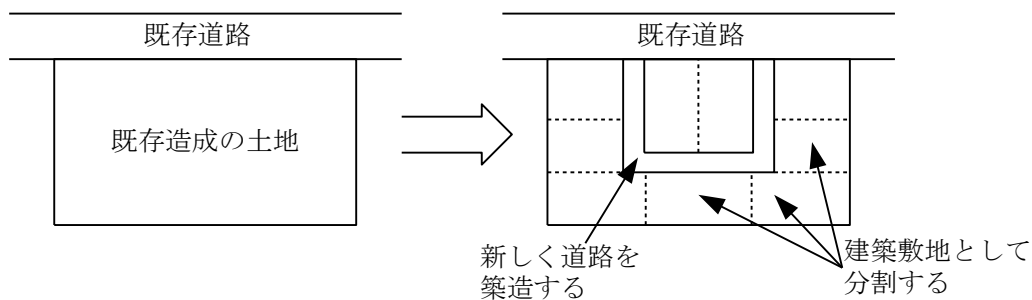 既存道路
既存道路
既存造成の土地
新しく道路を
築造する
建築敷地として
分割する